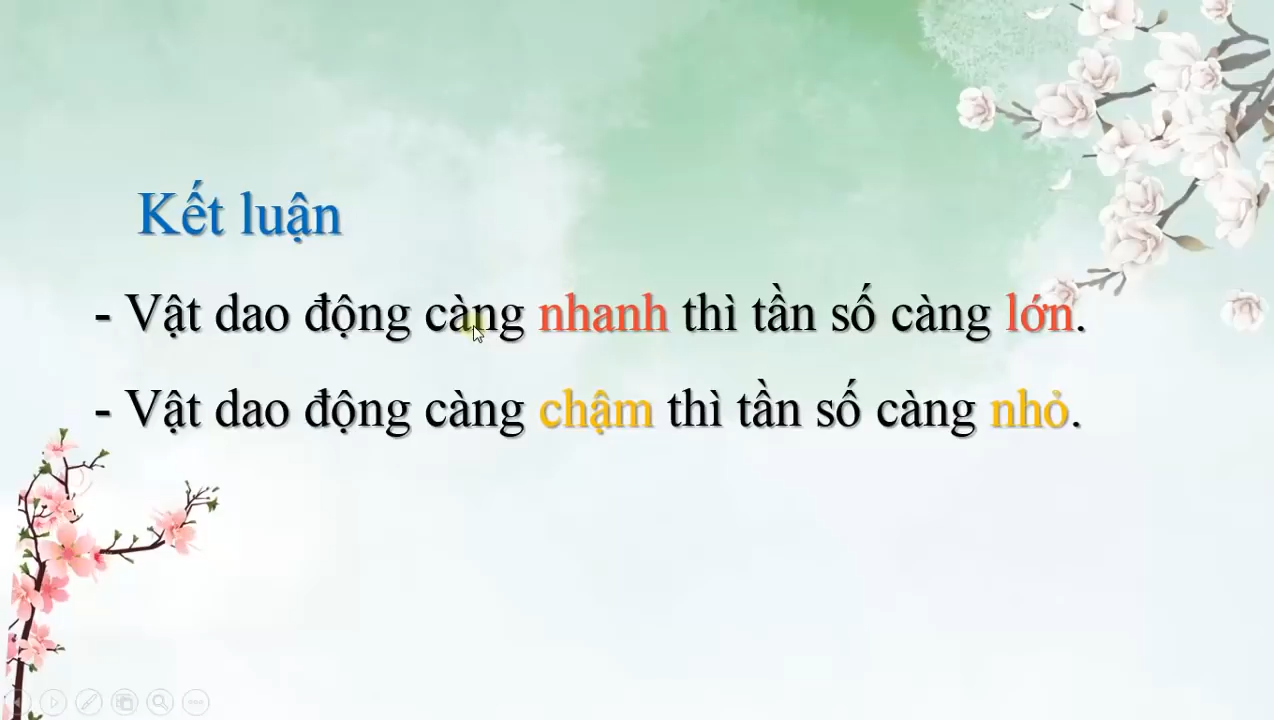 Kết luận
- Vật dao động càng nhanh thì tần số càng lớn.
- Vật dao động càng chậm thì tần số càng nhỏ.